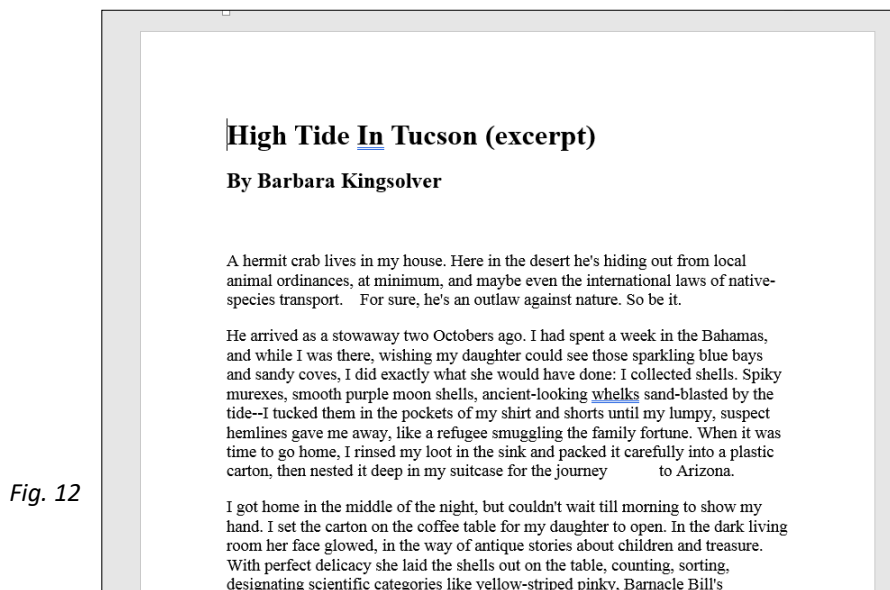 High Tide In Tucson (excerpt)
By Barbara Kingsolver
A hermit crab lives in my house. Here in the desert he's hiding out from local
animal ordinances, at minimum, and maybe even the international laws of native-
species transport.    For sure, he's an outlaw against nature. So be it.
He arrived as a stowaway two Octobers ago. I had spent a week in the Bahamas,
and while I was there, wishing my daughter could see those sparkling blue bays
and sandy coves, I did exactly what she would have done: I collected shells. Spiky
murexes, smooth purple moon shells, ancient-looking whelks sand-blasted by the
tide--I tucked them in the pockets of my shirt and shorts until my lumpy, suspect
hemlines gave me away, like a refugee smuggling the family fortune. When it was
time to go home, I rinsed my loot in the sink and packed it carefully into a plastic
carton, then nested it deep in my suitcase for the journey            to Arizona.
Fig. 12
I got home in the middle of the night, but couldn't wait till morning to show my
hand. I set the carton on the coffee table for my daughter to open. In the dark living
room her face glowed, in the way of antique stories about children and treasure.
With perfect delicacy she laid the shells out on the table, counting, sorting,
designating scientific categories like yellow-striped pinky, Barnacle Bill's